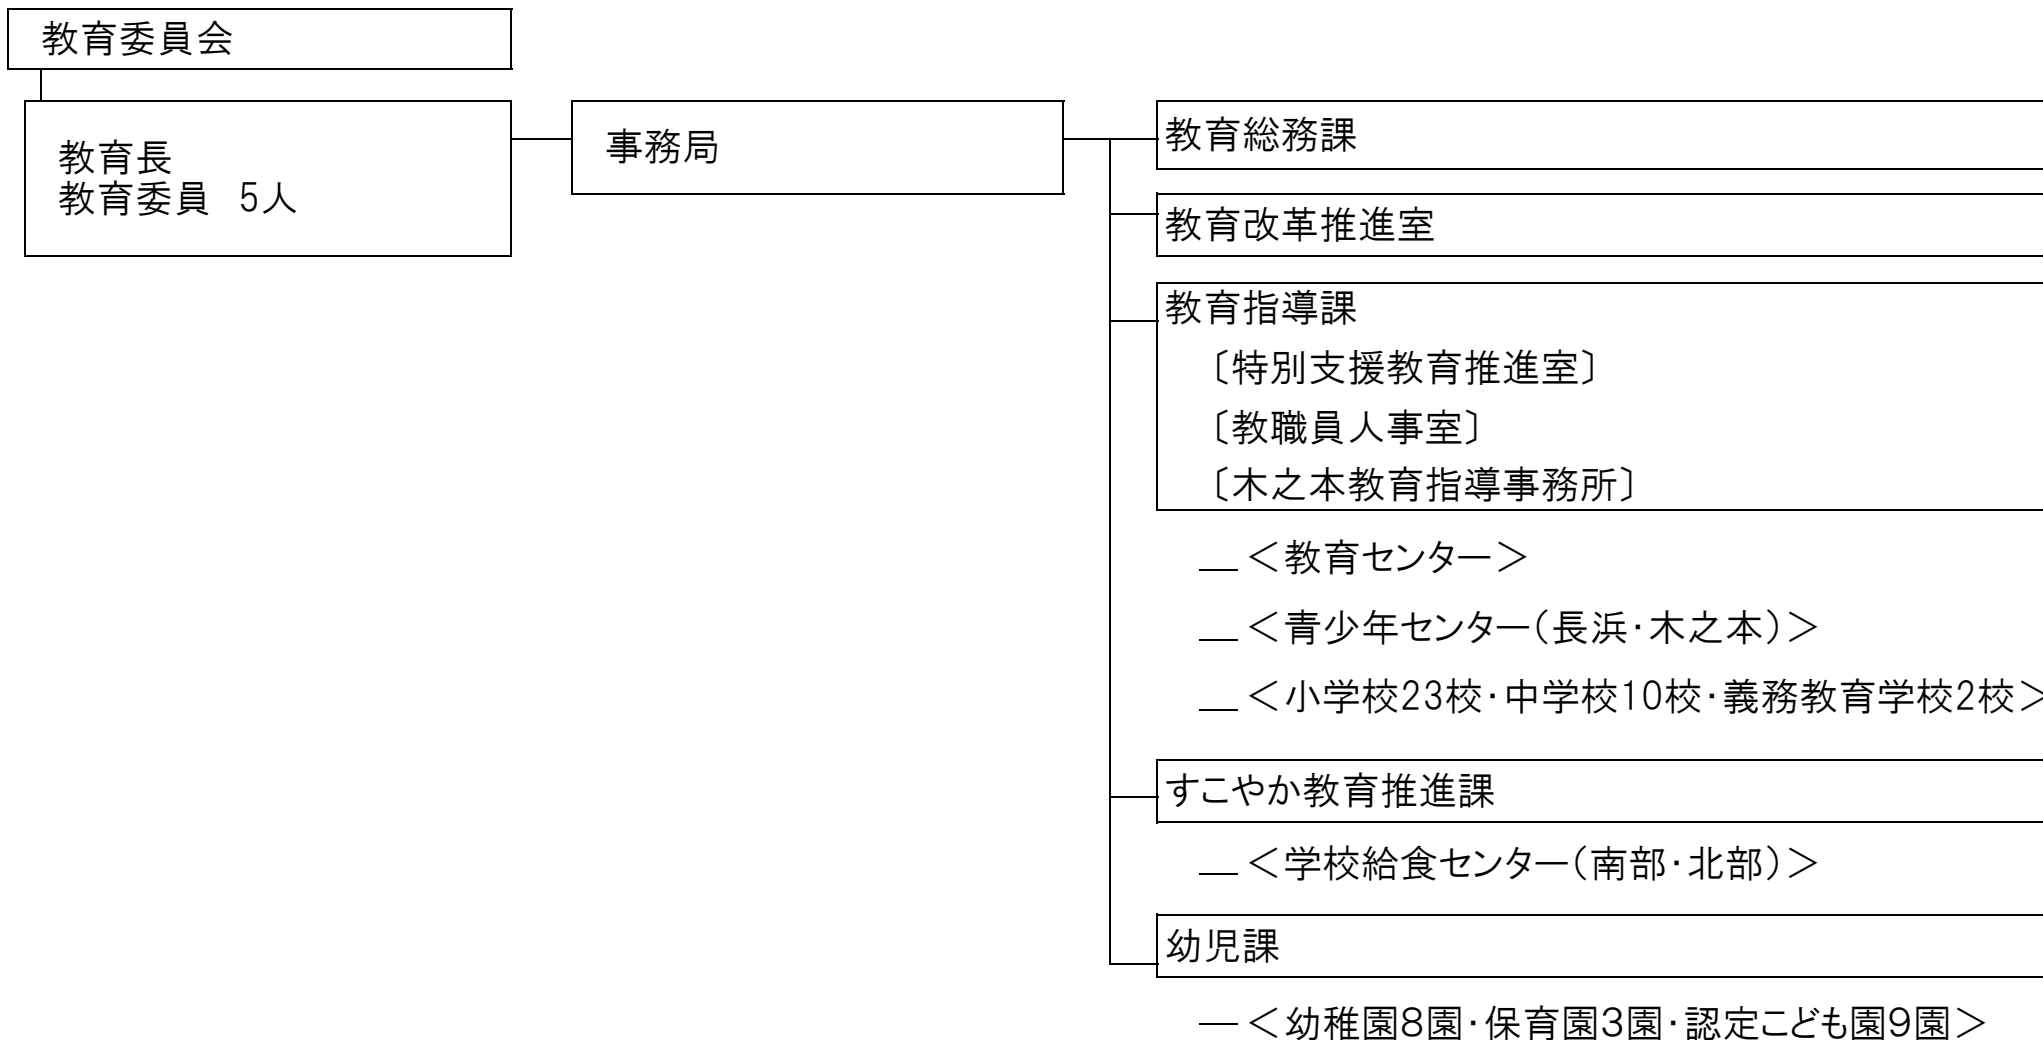 教育委員会
教育長
教育委員　5人
事務局
教育総務課
教育改革推進室
教育指導課
〔特別支援教育推進室〕
〔教職員人事室〕
〔木之本教育指導事務所〕
＜教育センター＞
＜青少年センター（長浜・木之本）＞
＜小学校23校・中学校10校・義務教育学校2校＞
すこやか教育推進課
＜学校給食センター（南部・北部）＞
幼児課
＜幼稚園8園・保育園3園・認定こども園9園＞